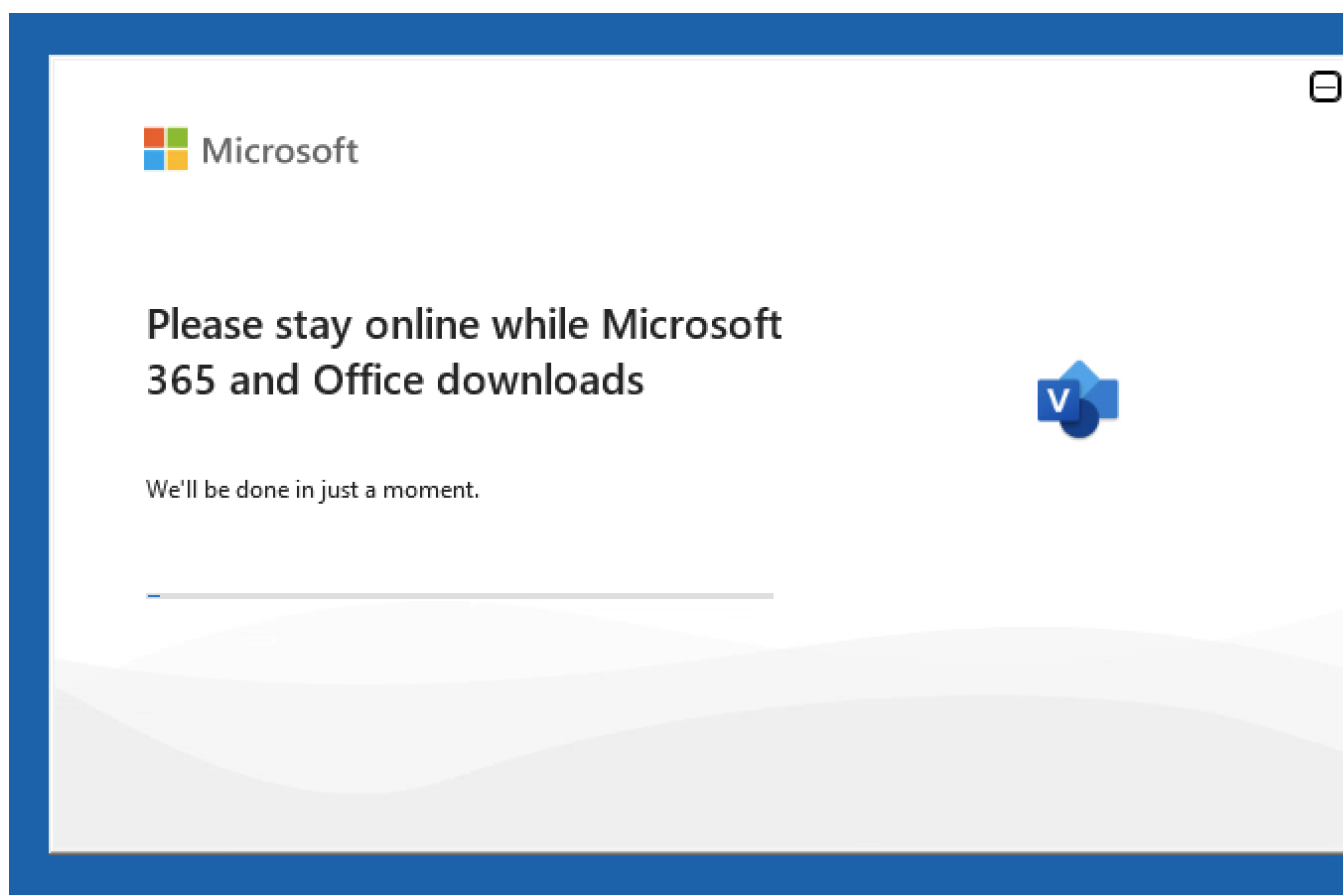 Microsoft
Please stay online while Microsoft
365 and Office downloads
V
We'll be done in just a moment.